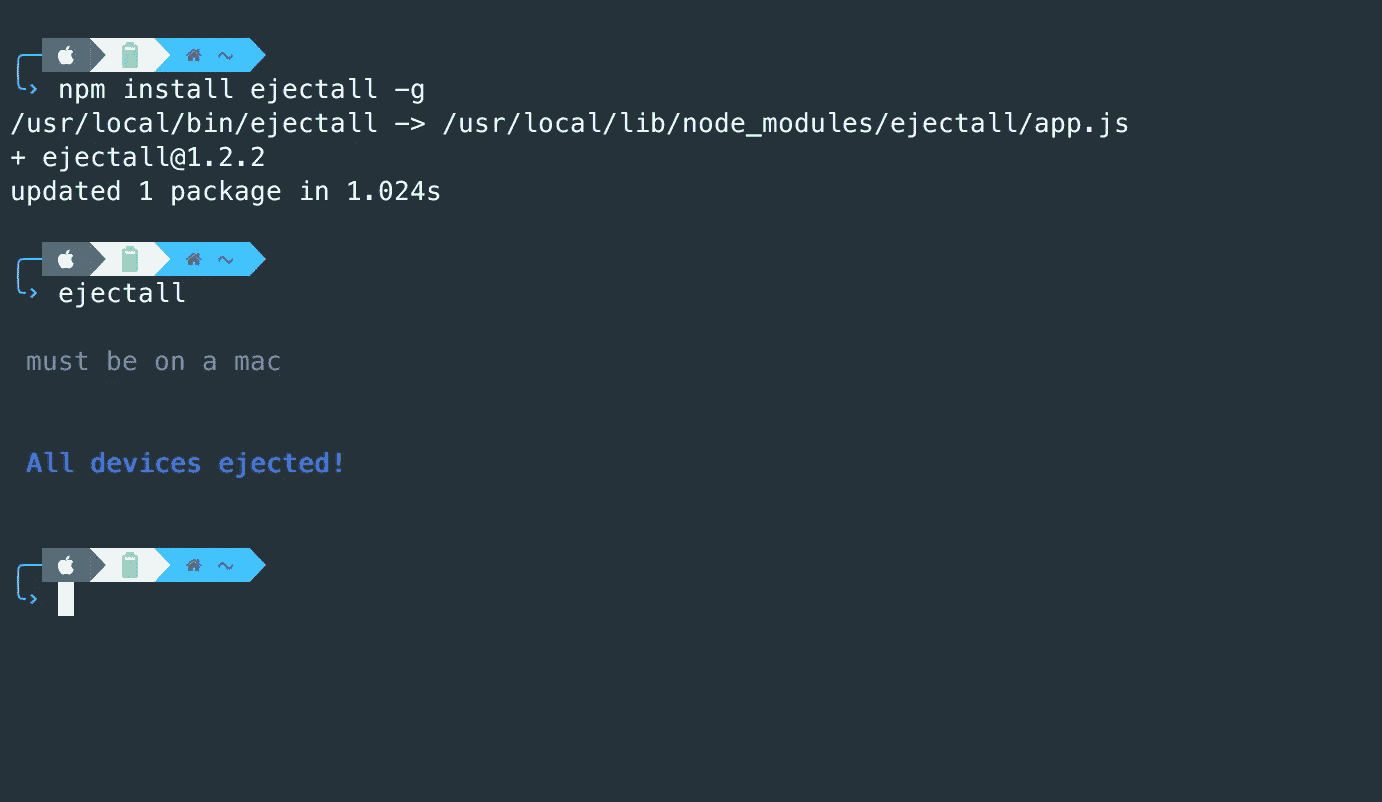 ~
npm install ejectall -g
/usr/local/bin/ejectall -> /usr/local/lib/node_modules/ejectall/app.js
+ ejectall@1.2.2
updated 1 package in 1.024s
~
ejectall
must be on a mac
All devices ejected!
~